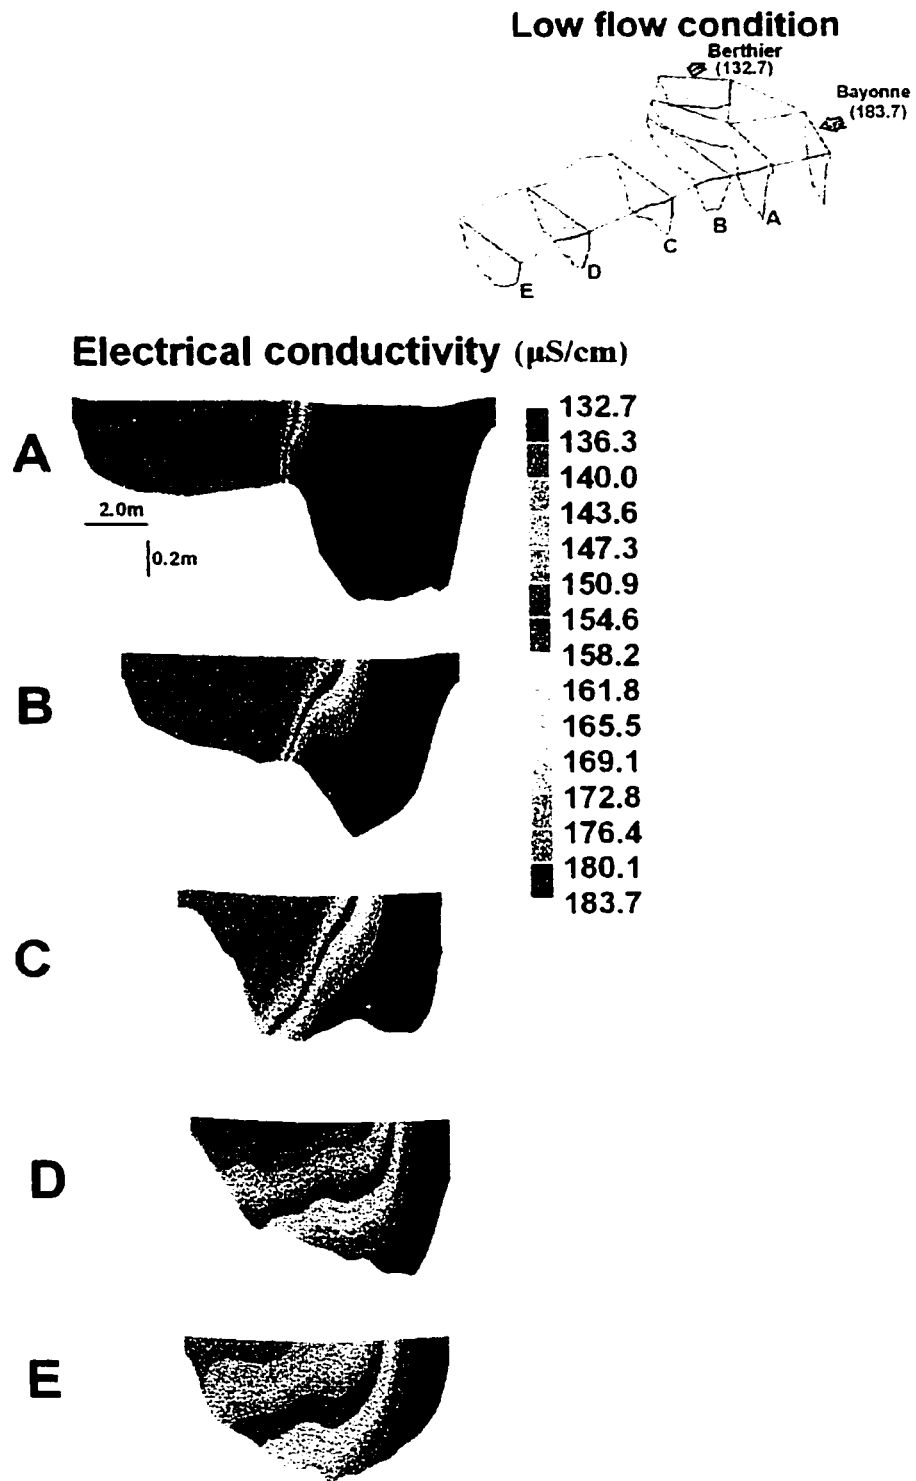 Low flow condition
Berthier
(132.7)
Bayonne
(183.7)
A
B
C
D
E
Electrical conductivity (µS/cm)
A
2.0m
0.2m
B
C
D
E
132.7
136.3
140.0
143.6
147.3
150.9
154.6
158.2
161.8
165.5
169.1
172.8
176.4
180.1
183.7